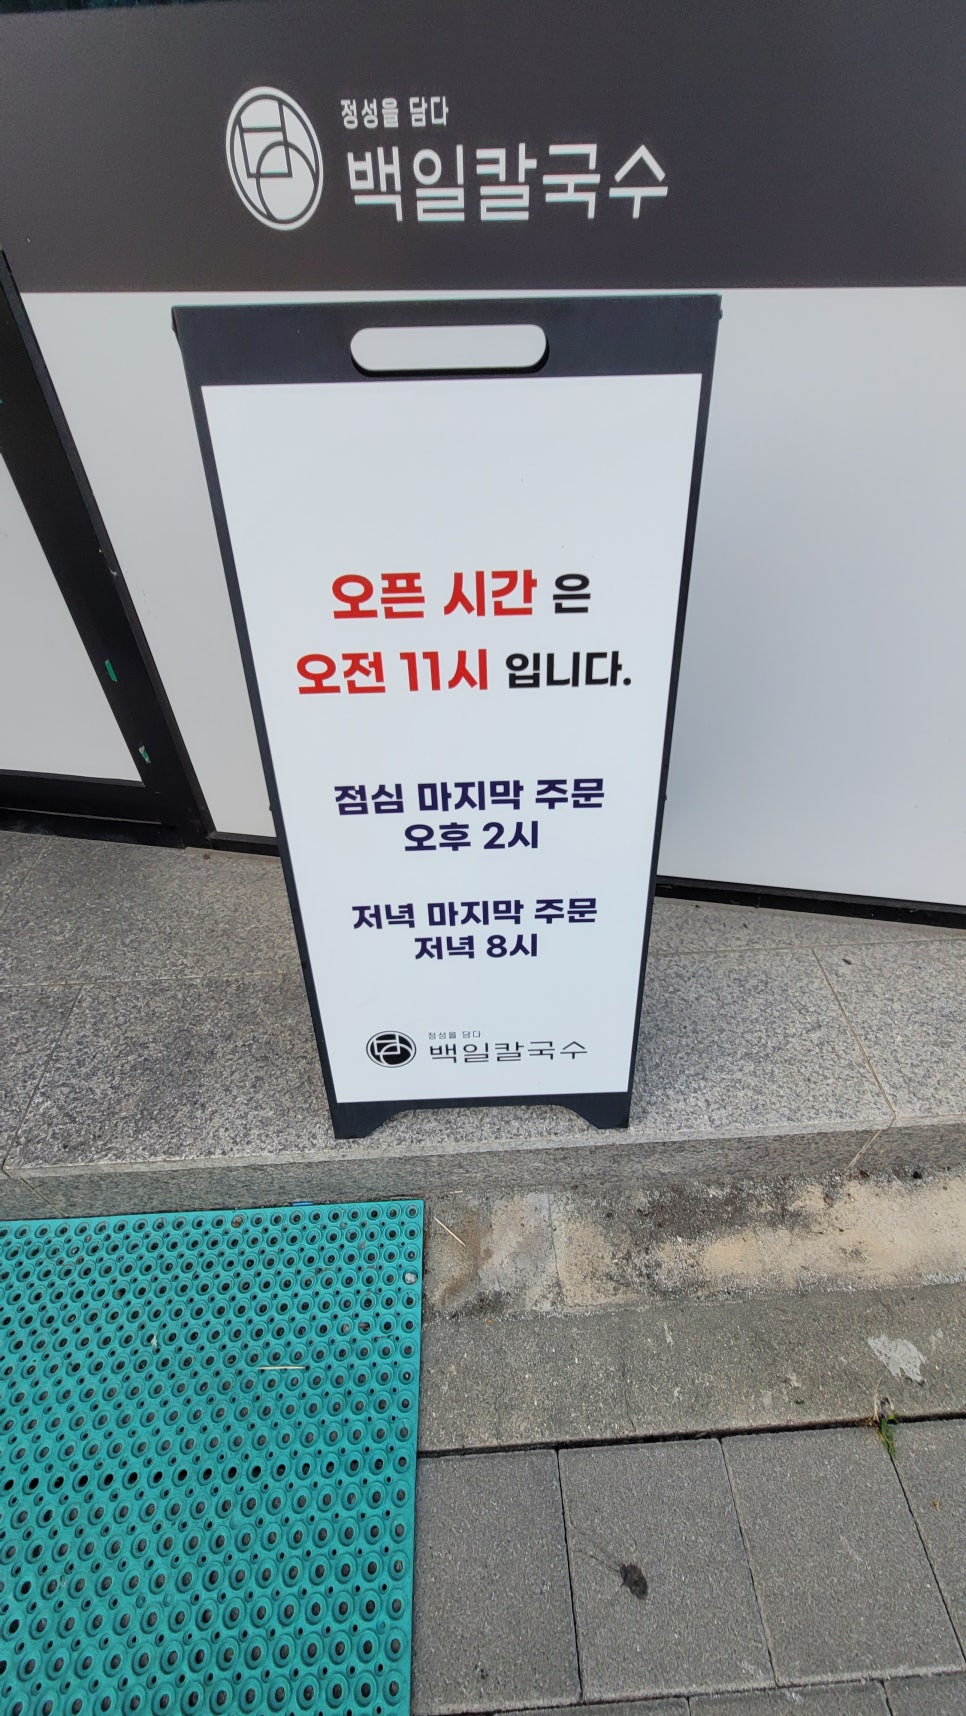 정성을 담다
백일칼국수
오픈 시간 은
오전 11시 입니다.
점심 마지막 주문
오후 2시
저녁 마지막 주문
저녁 8시
정성을 담다
백일칼국수